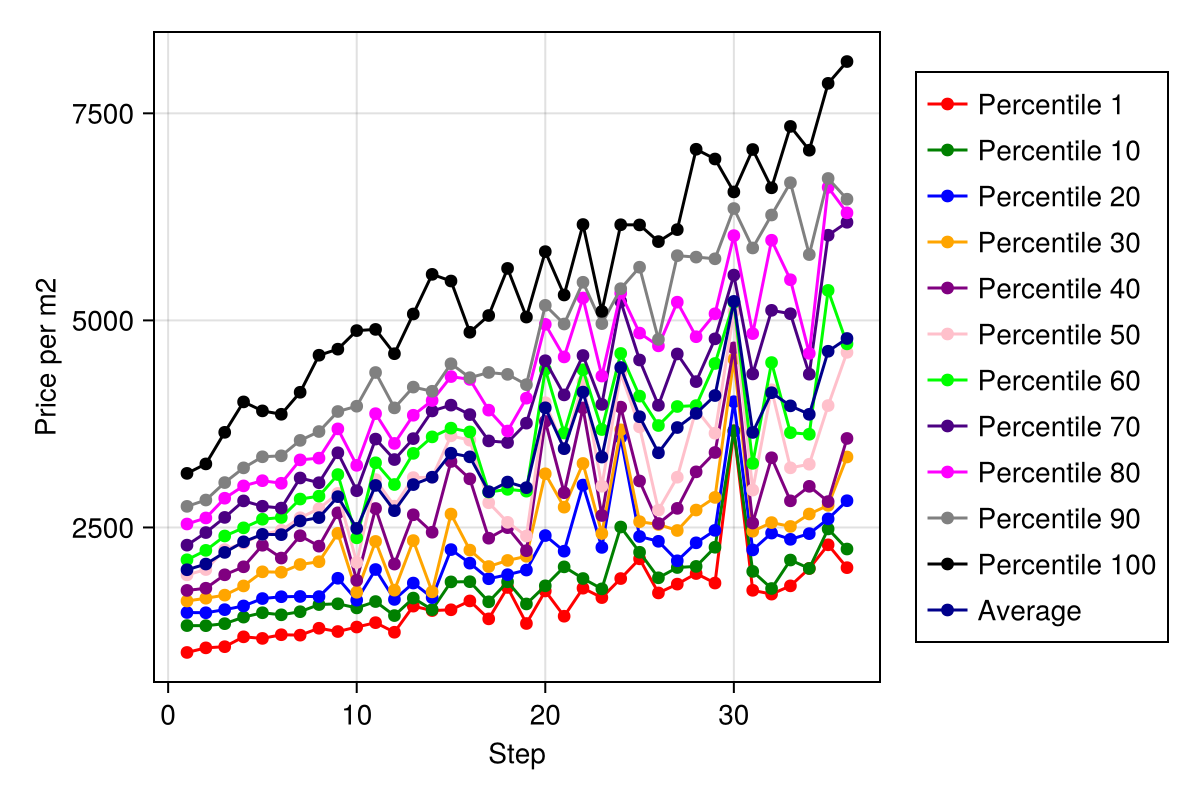 Price per m2
7500
5000
2500
0
10
20
30
Step
Percentile 1
Percentile 10
Percentile 20
Percentile 30
Percentile 40
Percentile 50
Percentile 60
Percentile 70
Percentile 80
Percentile 90
Percentile 100
Average